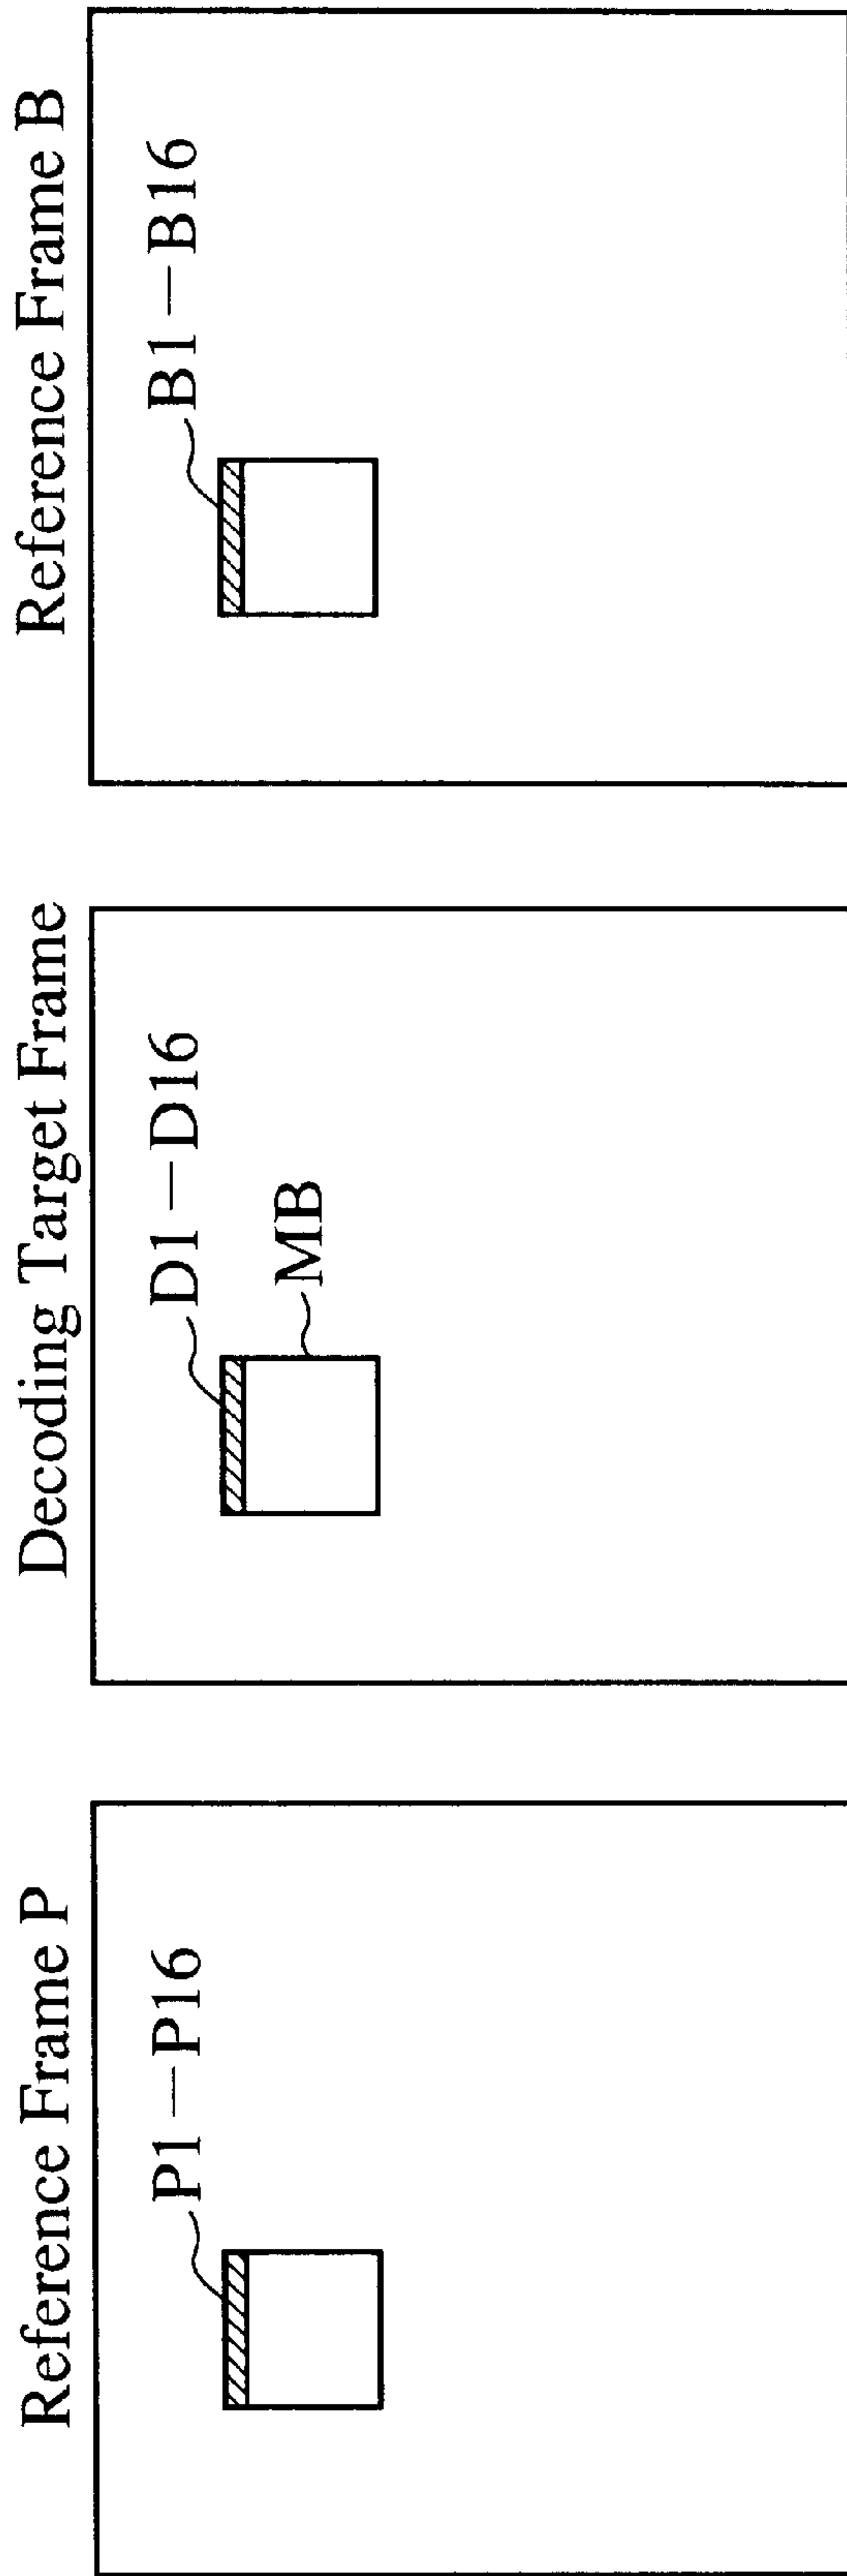 Reference Frame P
P1-P16
Decoding Target Frame
D1-D16
MB
Reference Frame B
B1-B16